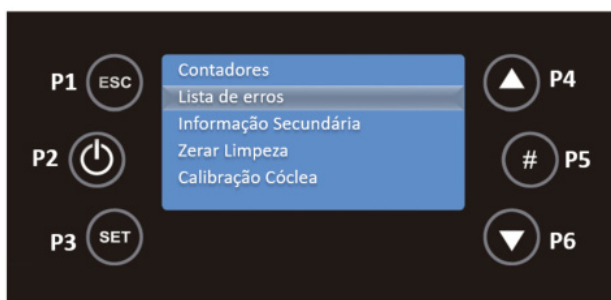 P1 ESC
P2
P3 SET
Contadores
Lista de erros
Informação Secundária
Zerar Limpeza
Calibração Cóclea
P4
# P5
P6